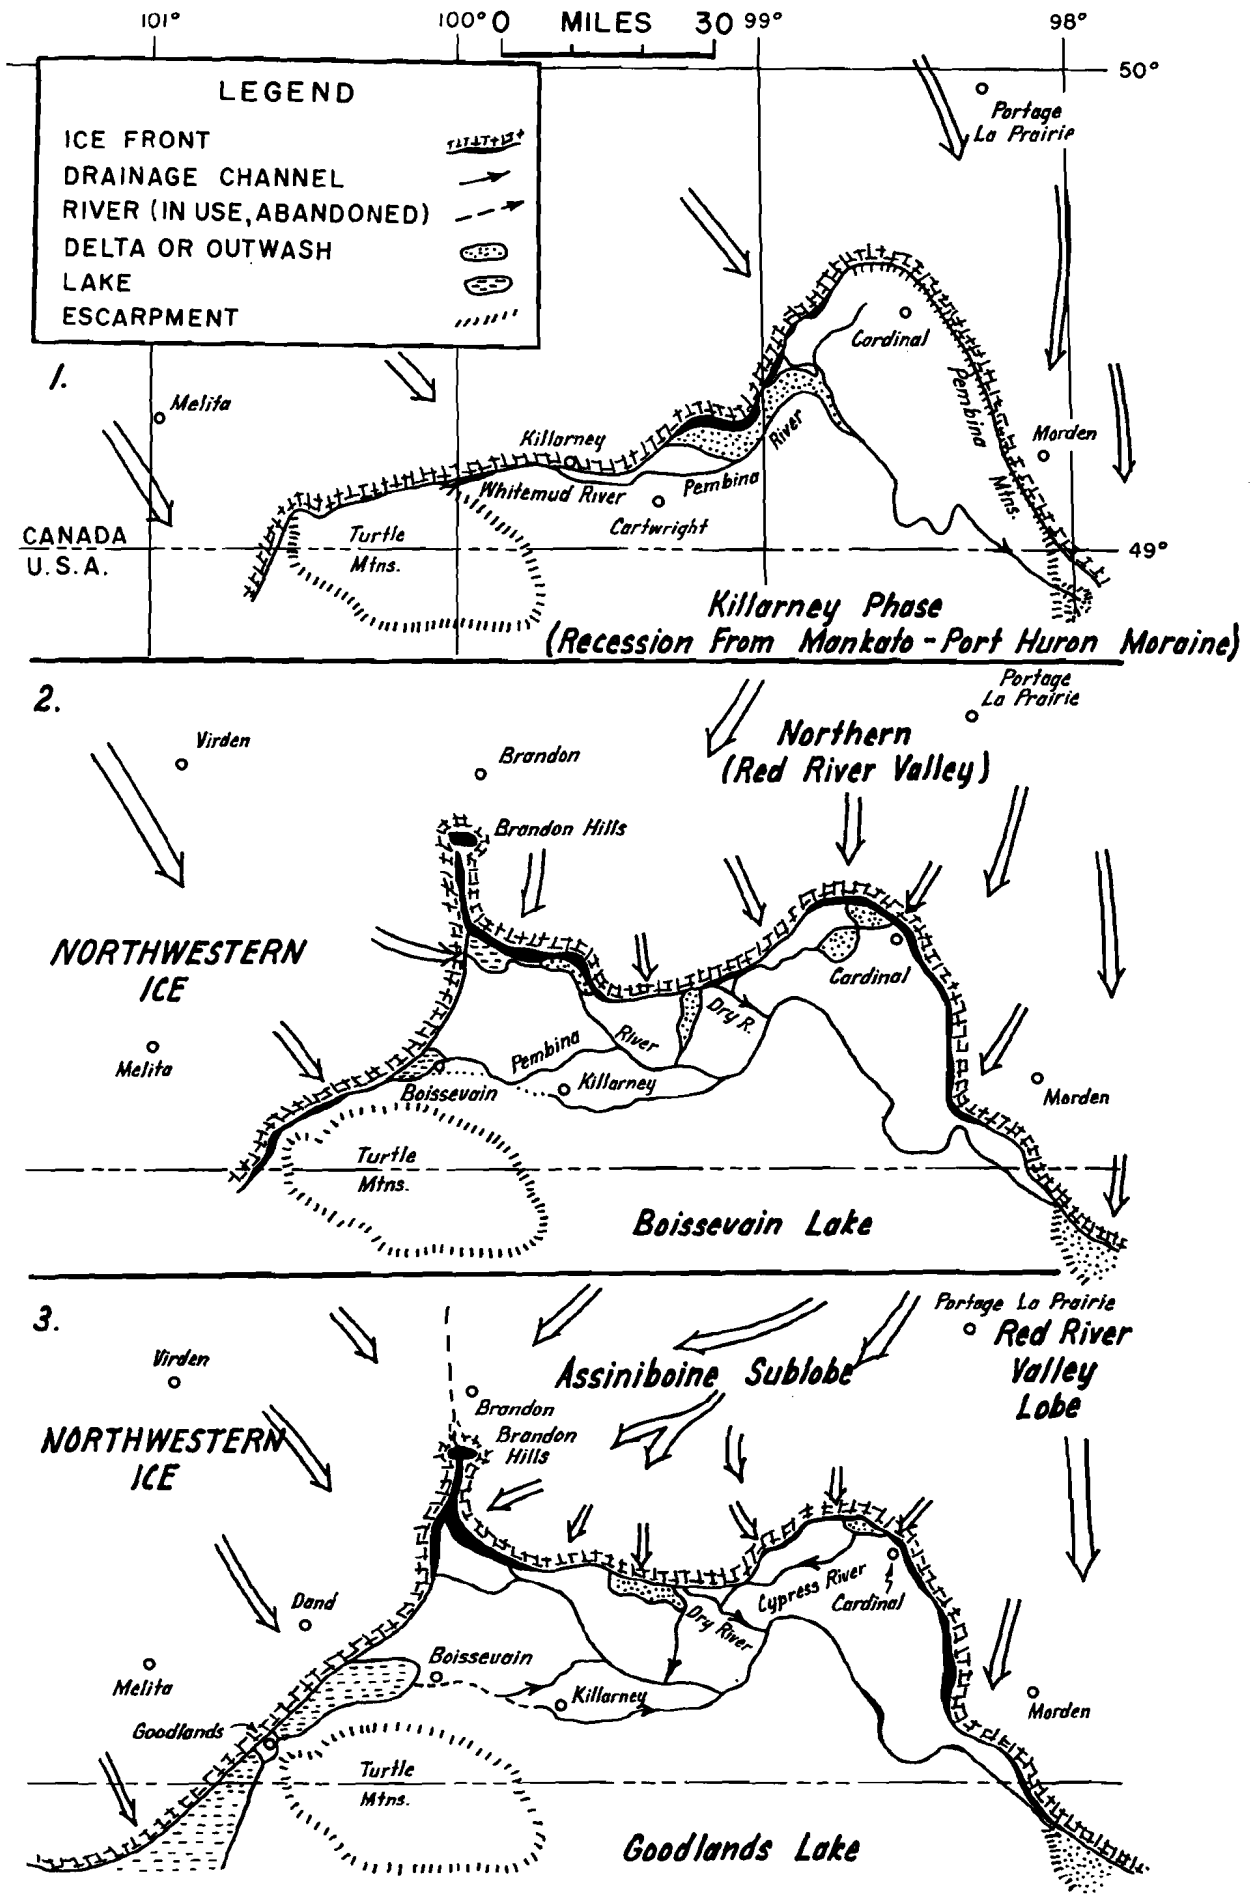 101°
100°
0 MILES 30
99°
98°
50°
LEGEND
ICE FRONT
DRAINAGE CHANNEL
RIVER (IN USE, ABANDONED)
DELTA OR OUTWASH
LAKE
ESCARPMENT
Portage
La Prairie
1.
Melita
Cardinal
Killarney
Whitemud River
Pembina
River
Cartwright
Pembina
Mtns.
Morden
CANADA
U.S.A.
Turtle
Mtns.
49°
Killarney Phase
(Recession From Mankato-Port Huron Moraine)
2.
Virden
Brandon
Portage
La Prairie
Northern
(Red River Valley)
Brandon Hills
NORTHWESTERN
ICE
Cardinal
Dry R.
Pembina
River
Melita
Boissevain
Killarney
Morden
Turtle
Mtns.
Boissevain Lake
3.
Portage La Prairie
Red River
Valley
Lobe
Virden
Assiniboine Sublobe
Brandon
Brandon
Hills
NORTHWESTERN
ICE
Cypress River
Cardinal
Dand
Dry River
Boissevain
Melita
Killarney
Morden
Goodlands
Turtle
Mtns.
Goodlands Lake